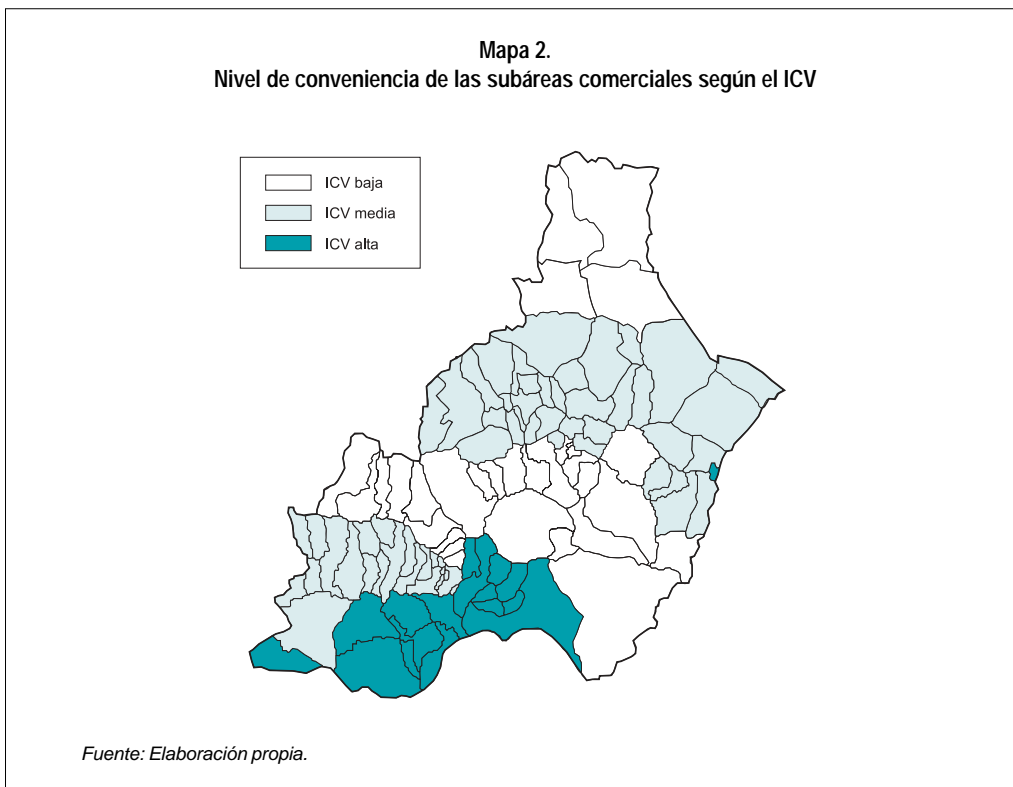 Mapa 2.
Nivel de conveniencia de las subáreas comerciales según el ICV
ICV baja
ICV media
ICV alta
Fuente: Elaboración propia.